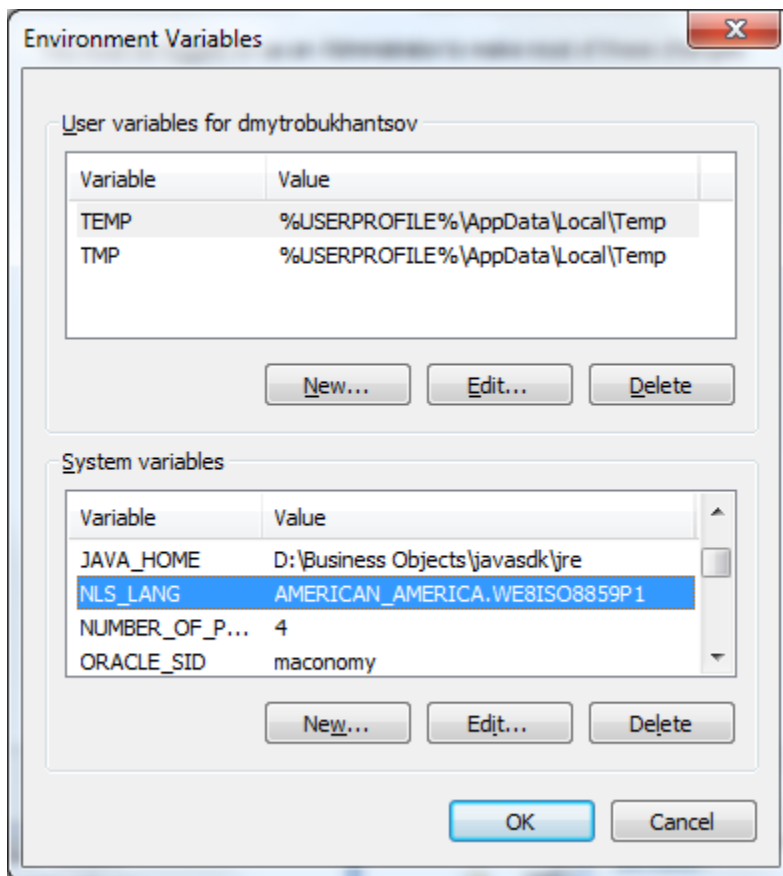 Environment Variables
User variables for dmytrobukhantsov
Variable Value
TEMP %USERPROFILE%\AppData\Local\Temp
TMP %USERPROFILE%\AppData\Local\Temp
New... Edit... Delete
System variables
Variable Value
JAVA_HOME D:\Business Objects\javasdk\jre
NLS_LANG AMERICAN_AMERICA.WE8ISO8859P1
NUMBER_OF_P... 4
ORACLE_SID maconomy
New... Edit... Delete
OK Cancel